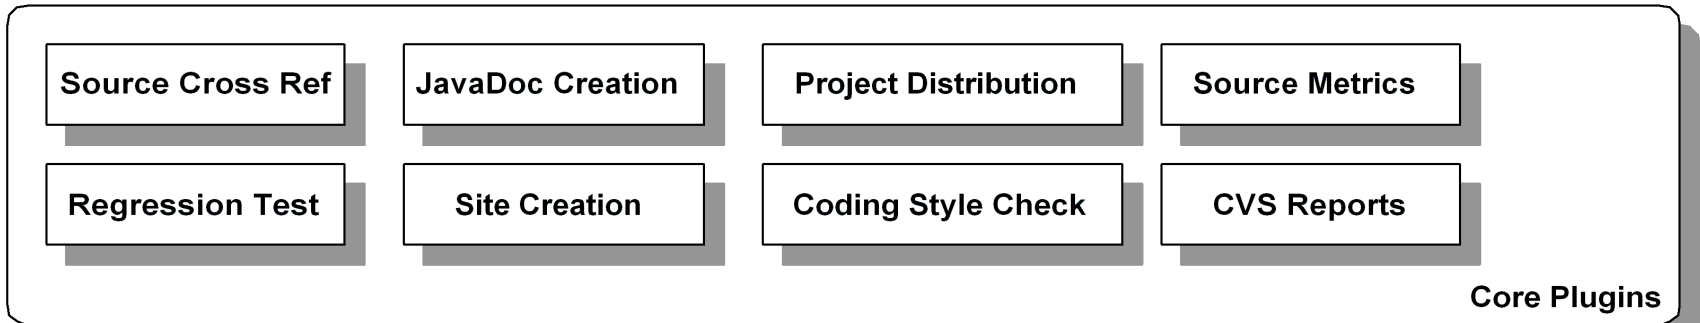 Source Cross Ref
JavaDoc Creation
Project Distribution
Source Metrics
Regression Test
Site Creation
Coding Style Check
CVS Reports
Core Plugins